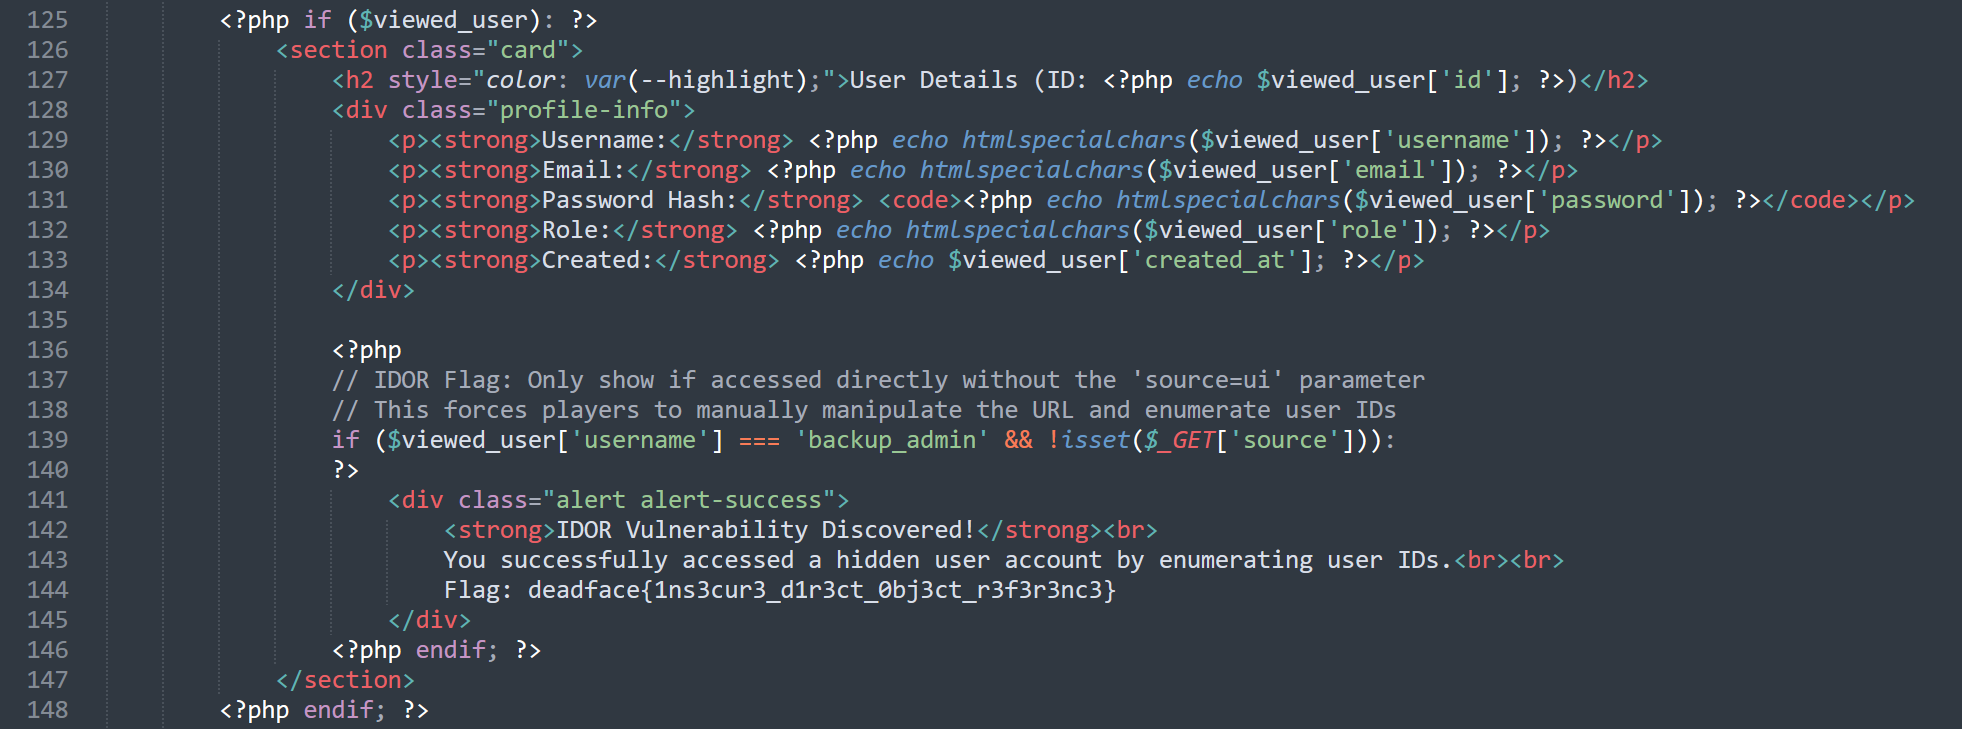 125 <?php if ($viewed_user): ?>
126 <section class="card">
127 <h2 style="color: var(--highlight);">User Details (ID: <?php echo $viewed_user['id']; ?>)</h2>
128 <div class="profile-info">
129 <p><strong>Username:</strong> <?php echo htmlspecialchars($viewed_user['username']); ?></p>
130 <p><strong>Email:</strong> <?php echo htmlspecialchars($viewed_user['email']); ?></p>
131 <p><strong>Password Hash:</strong> <code><?php echo htmlspecialchars($viewed_user['password']); ?></code></p>
132 <p><strong>Role:</strong> <?php echo htmlspecialchars($viewed_user['role']); ?></p>
133 <p><strong>Created:</strong> <?php echo $viewed_user['created_at']; ?></p>
134 </div>
135
136 <?php
137 // IDOR Flag: Only show if accessed directly without the 'source=ui' parameter
138 // This forces players to manually manipulate the URL and enumerate user IDs
139 if ($viewed_user['username'] === 'backup_admin' && !isset($_GET['source'])):
140 ?>
141 <div class="alert alert-success">
142 <strong>IDOR Vulnerability Discovered!</strong><br>
143 You successfully accessed a hidden user account by enumerating user IDs.<br><br>
144 Flag: deadface{1ns3cur3_d1r3ct_0bj3ct_r3f3r3nc3}
145 </div>
146 <?php endif; ?>
147 </section>
148 <?php endif; ?>